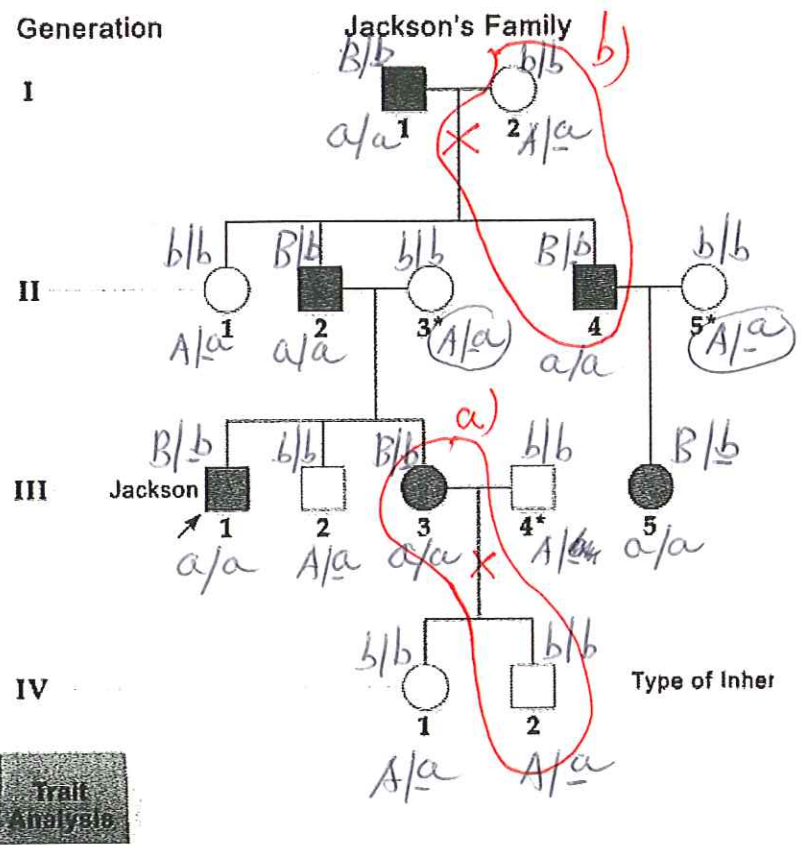 Generation Jackson's Family
B/b b/b b)
I
1 2
a/a A/a
b/b B/b b/b B/b b/b
II
1 2 3* 4 5*
A/a a/a A/a a/a A/a
a)
B/b b/b B/b b/b B/b
III Jackson
1 2 3 4* 5
a/a A/a a/a A/ a/a
b/b b/b
IV Type of Inher
1 2
A/a A/a
Trait
Analysis